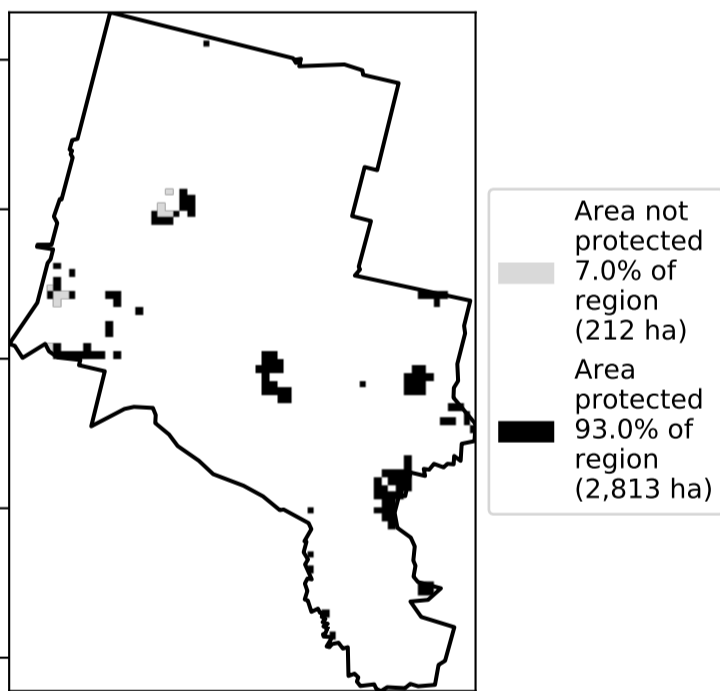 Area not
protected
7.0% of
region
(212 ha)
Area
protected
93.0% of
region
(2,813 ha)